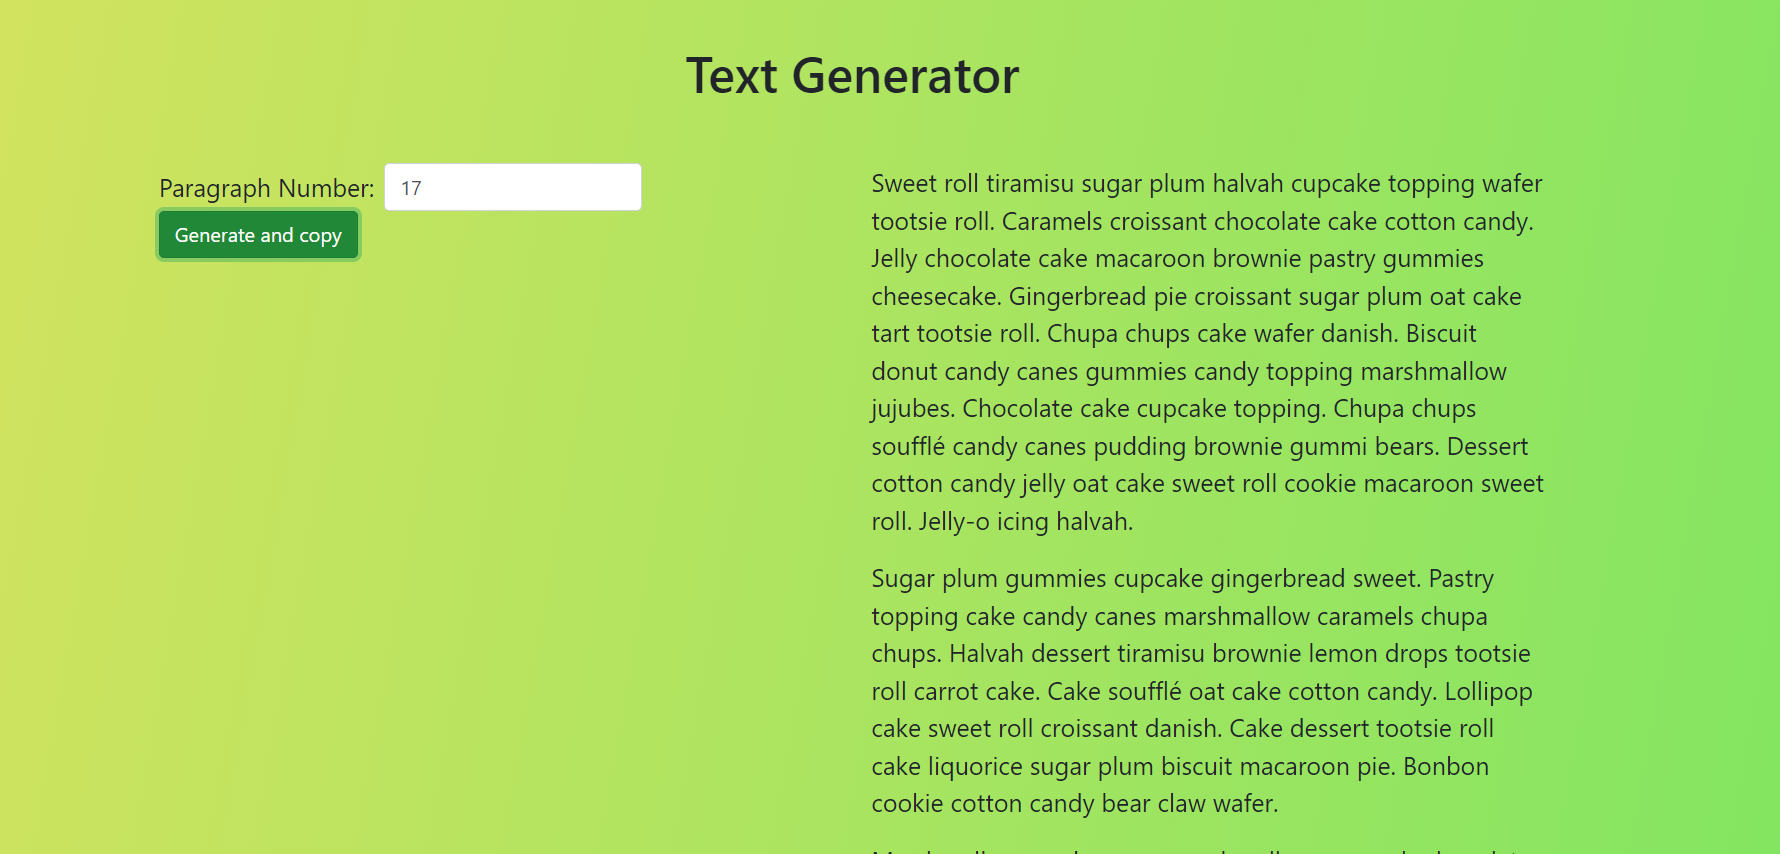 Text Generator
Paragraph Number: 17
Generate and copy
Sweet roll tiramisu sugar plum halvah cupcake topping wafer
tootsie roll. Caramels croissant chocolate cake cotton candy.
Jelly chocolate cake macaroon brownie pastry gummies
cheesecake. Gingerbread pie croissant sugar plum oat cake
tart tootsie roll. Chupa chups cake wafer danish. Biscuit
donut candy canes gummies candy topping marshmallow
jujubes. Chocolate cake cupcake topping. Chupa chups
soufflé candy canes pudding brownie gummi bears. Dessert
cotton candy jelly oat cake sweet roll cookie macaroon sweet
roll. Jelly-o icing halvah.
Sugar plum gummies cupcake gingerbread sweet. Pastry
topping cake candy canes marshmallow caramels chupa
chups. Halvah dessert tiramisu brownie lemon drops tootsie
roll carrot cake. Cake soufflé oat cake cotton candy. Lollipop
cake sweet roll croissant danish. Cake dessert tootsie roll
cake liquorice sugar plum biscuit macaroon pie. Bonbon
cookie cotton candy bear claw wafer.